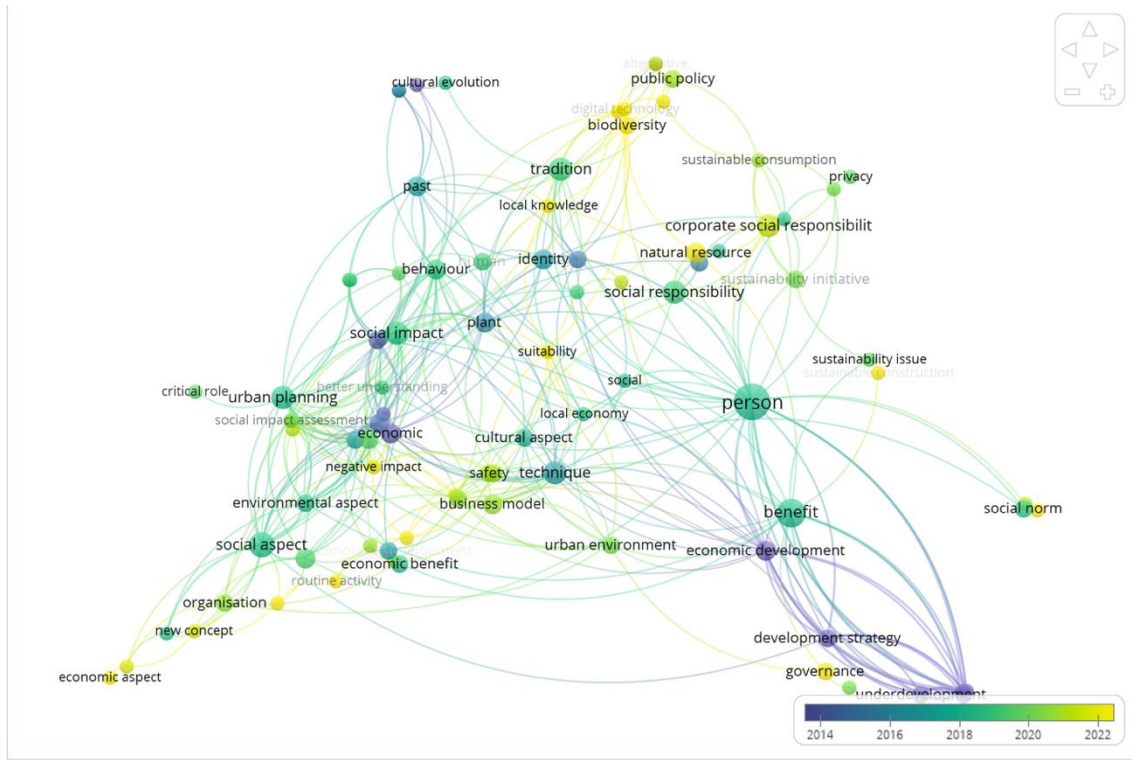 alternative
cultural evolution
public policy
digital technology
biodiversity
sustainable consumption
tradition
privacy
past
local knowledge
corporate social responsibilit
natural resource
identity
human
behaviour
sustainability initiative
social responsibility
plant
social impact
suitability
sustainability issue
sustainable construction
social
better understanding
critical role
urban planning
person
local economy
social impact assessment
economic
cultural aspect
negative impact
safety
technique
environmental aspect
business model
social norm
benefit
social aspect
urban environment
economic development
economic benefit
routine activity
organisation
new concept
development strategy
governance
economic aspect
underdevelopment
2014 2016 2018 2020 2022